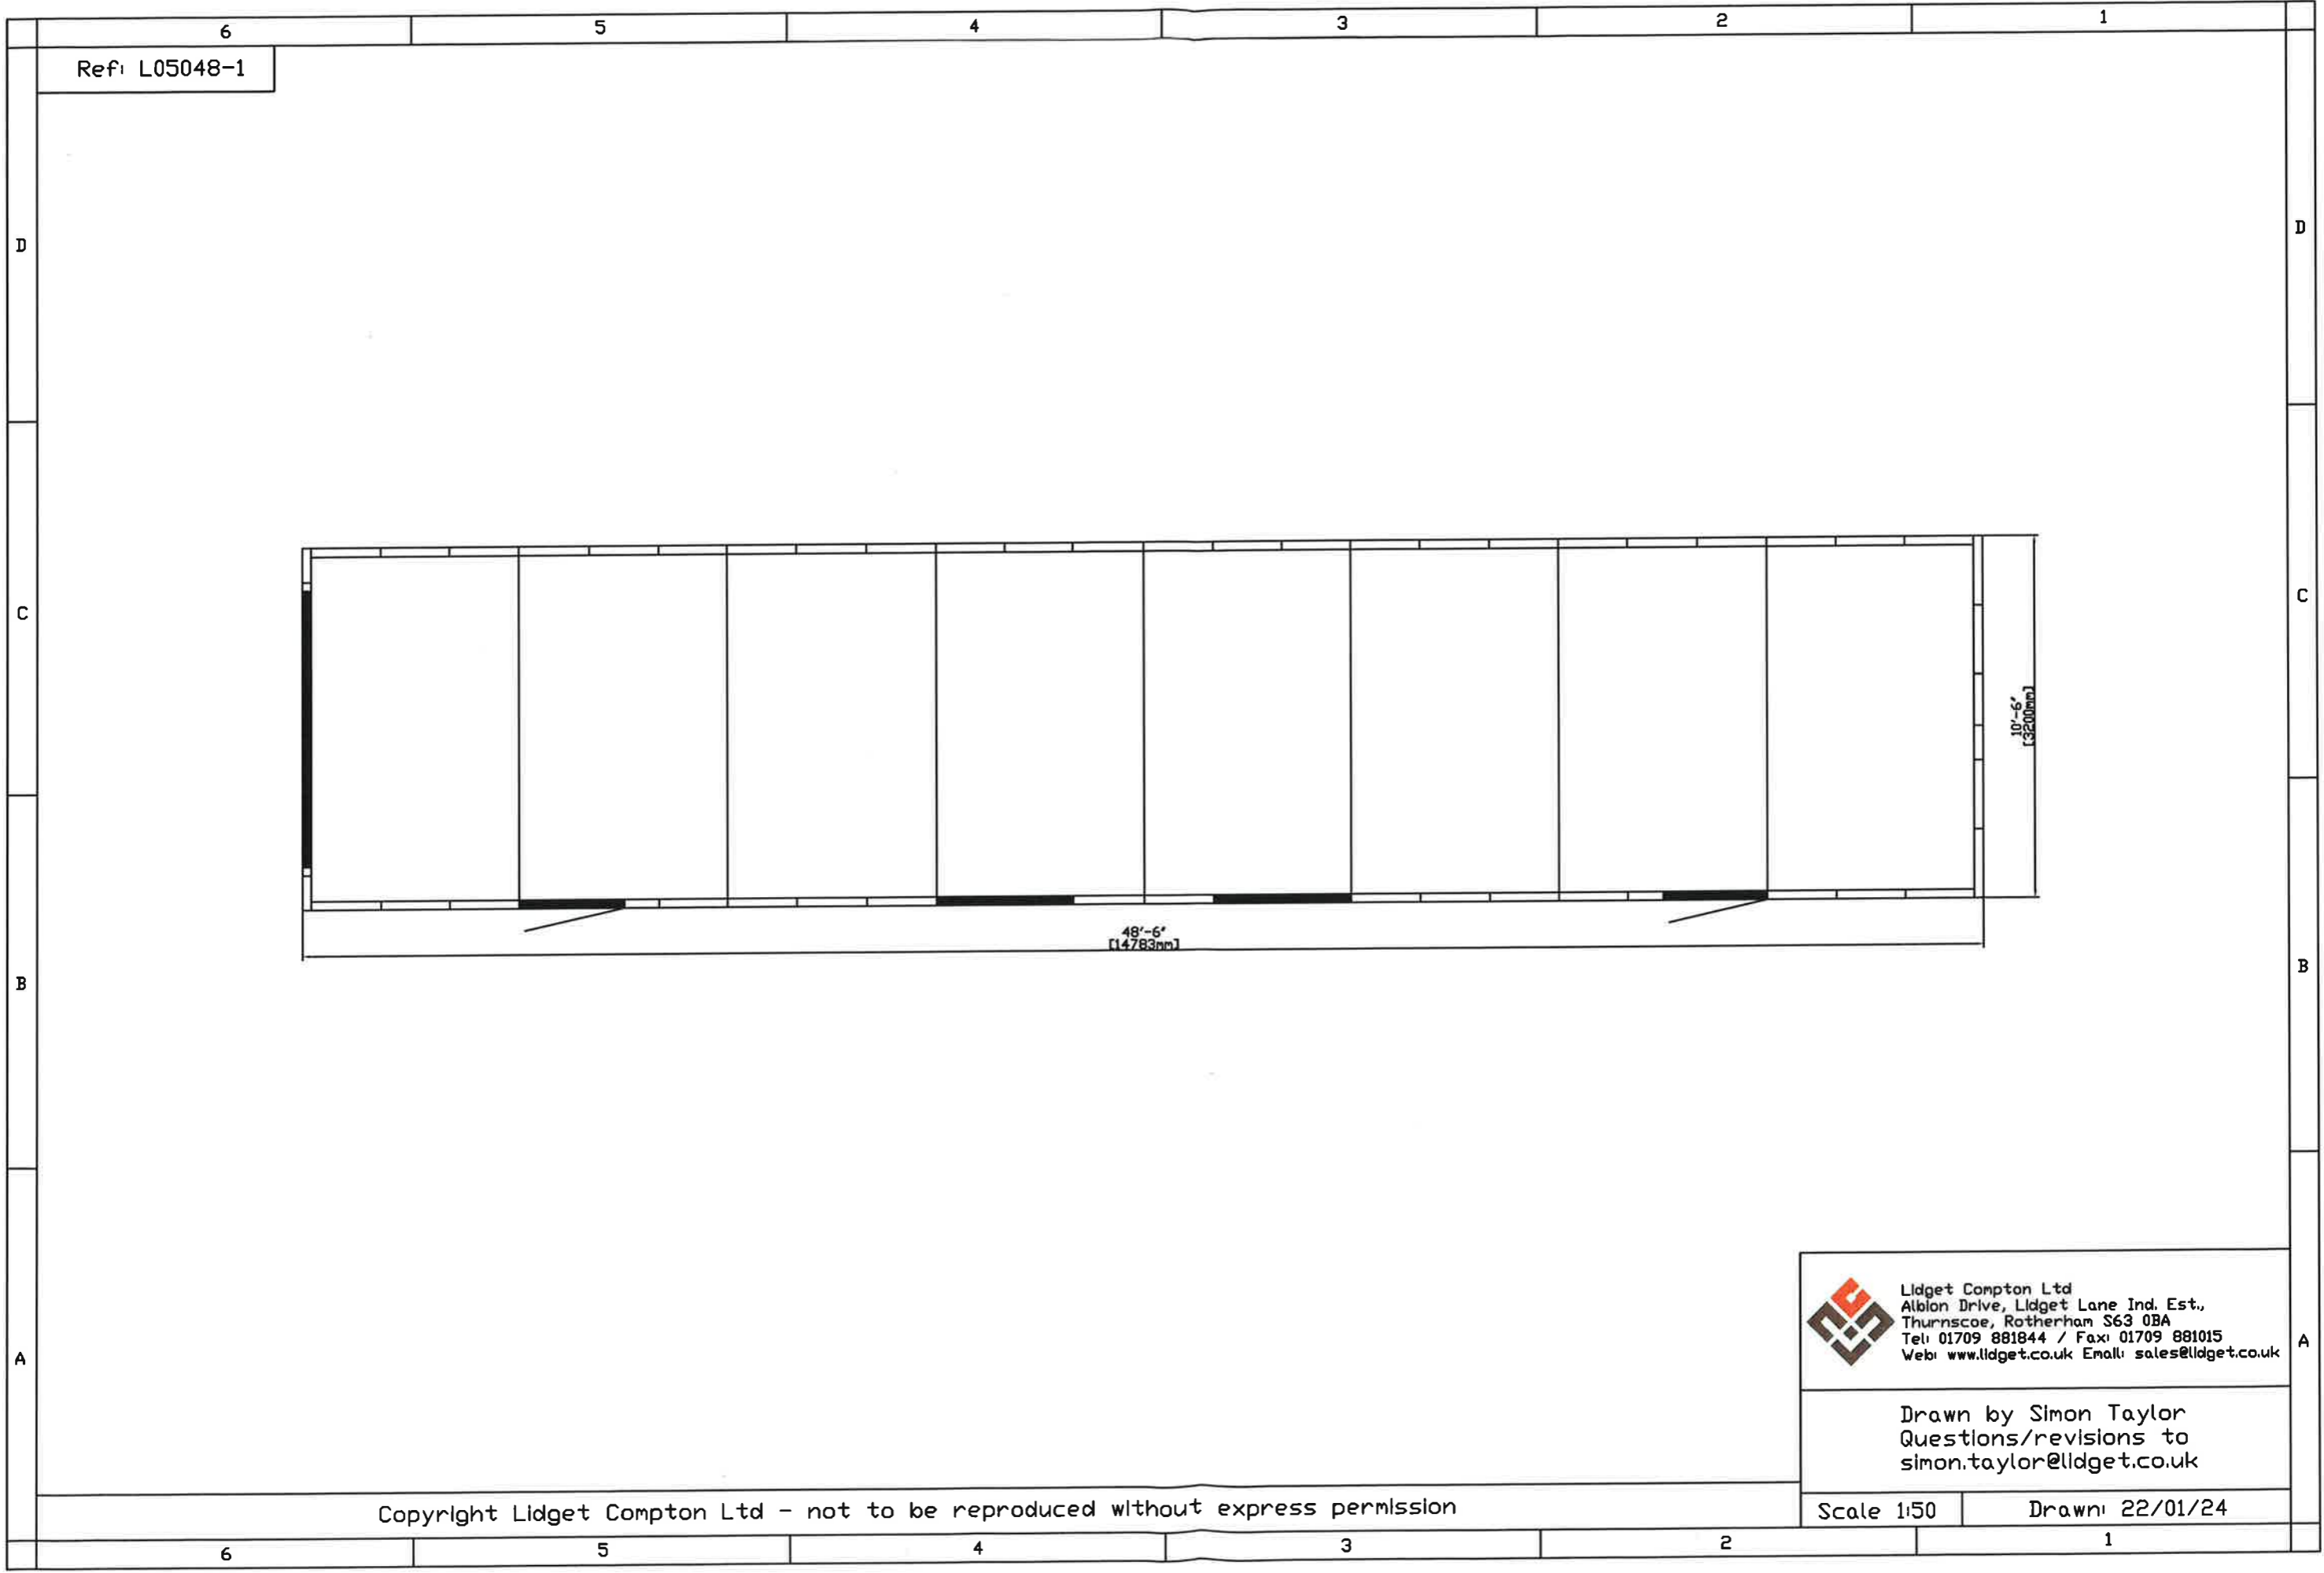 6 5 4 3 2 1
Ref: L05048-1
D D
C C
10'-6"
[3200mm]
48'-6"
[14783mm]
B B
Lidget Compton Ltd
Albion Drive, Lidget Lane Ind. Est.,
Thurnscoe, Rotherham S63 0BA
Tel: 01709 881844 / Fax: 01709 881015
Web: www.lidget.co.uk Email: sales@lidget.co.uk
A A
Drawn by Simon Taylor
Questions/revisions to
simon.taylor@lidget.co.uk
Copyright Lidget Compton Ltd - not to be reproduced without express permission
Scale 1:50 Drawn: 22/01/24
6 5 4 3 2 1